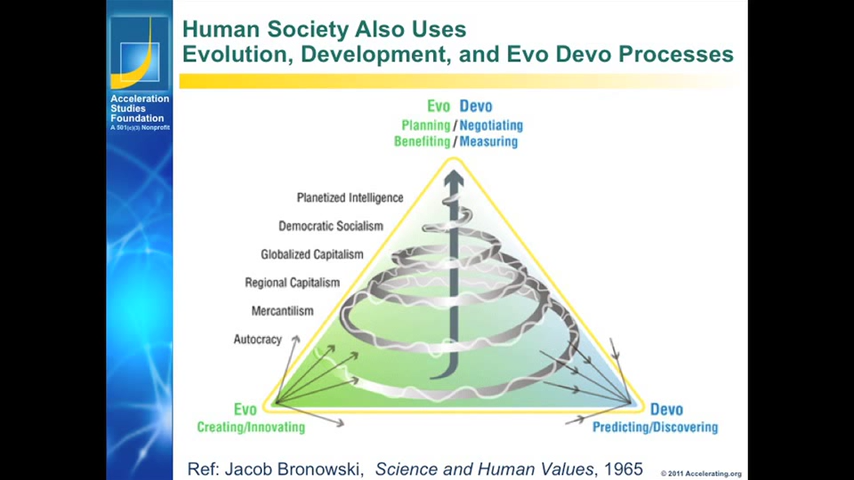 Human Society Also Uses
Evolution, Development, and Evo Devo Processes
Acceleration
Studies
Foundation
A 501(c)(3) Nonprofit
Evo Devo
Planning/Negotiating
Benefiting/Measuring
Planetized Intelligence
Democratic Socialism
Globalized Capitalism
Regional Capitalism
Mercantilism
Autocracy
Evo
Creating/Innovating
Devo
Predicting/Discovering
Ref: Jacob Bronowski, Science and Human Values, 1965
© 2011 Accelerating.org